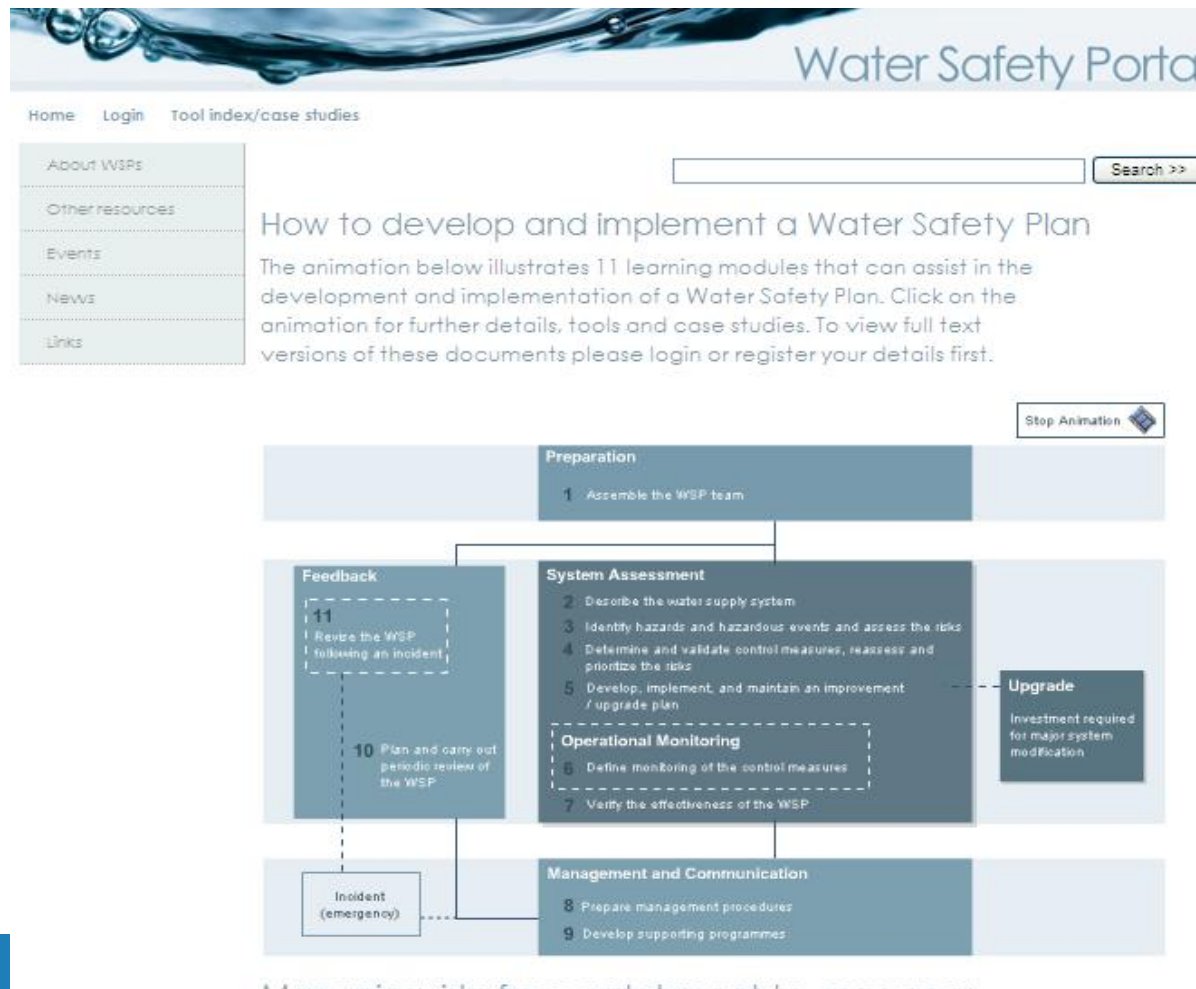 Water Safety Porta
Home Login Tool index/case studies
About WSPs
Other resources
Events
News
Links
Search >>
How to develop and implement a Water Safety Plan
The animation below illustrates 11 learning modules that can assist in the
development and implementation of a Water Safety Plan. Click on the
animation for further details, tools and case studies. To view full text
versions of these documents please login or register your details first.
Stop Animation
Preparation
1 Assemble the WSP team
Feedback
11
Revise the WSP
following an incident
10 Plan and carry out
periodic review of
the WSP
System Assessment
2 Describe the water supply system
3 Identify hazards and hazardous events and assess the risks
4 Determine and validate control measures, reassess and
prioritize the risks
5 Develop, implement, and maintain an improvement
/ upgrade plan
Operational Monitoring
6 Define monitoring of the control measures
7 Verify the effectiveness of the WSP
Upgrade
Investment required
for major system
modification
Incident
(emergency)
Management and Communication
8 Prepare management procedures
9 Develop supporting programmes